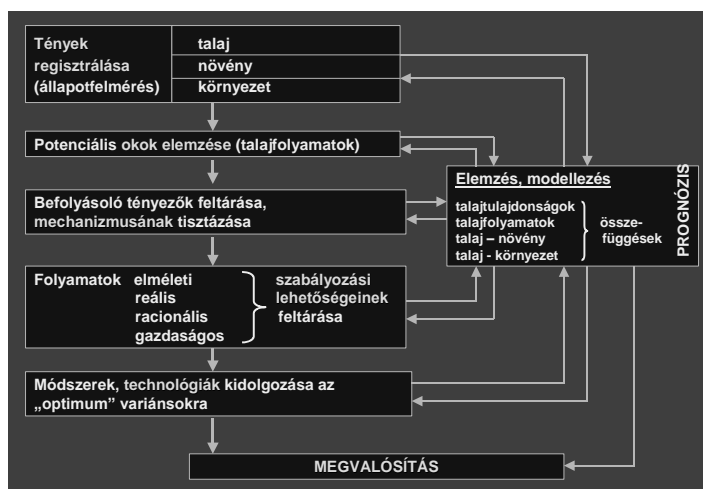 Tények
regisztrálása
(állapotfelmérés)
talaj
növény
környezet
Potenciális okok elemzése (talajfolyamatok)
Befolyásoló tényezők feltárása,
mechanizmusának tisztázása
Folyamatok elméleti
reális
racionális
gazdaságos
szabályozási
lehetőségeinek
feltárása
Módszerek, technológiák kidolgozása az
„optimum” variánsokra
MEGVALÓSÍTÁS
Elemzés, modellezés
talajtulajdonságok
talajfolyamatok
talaj – növény
talaj - környezet
össze-
függések
PROGNÓZIS